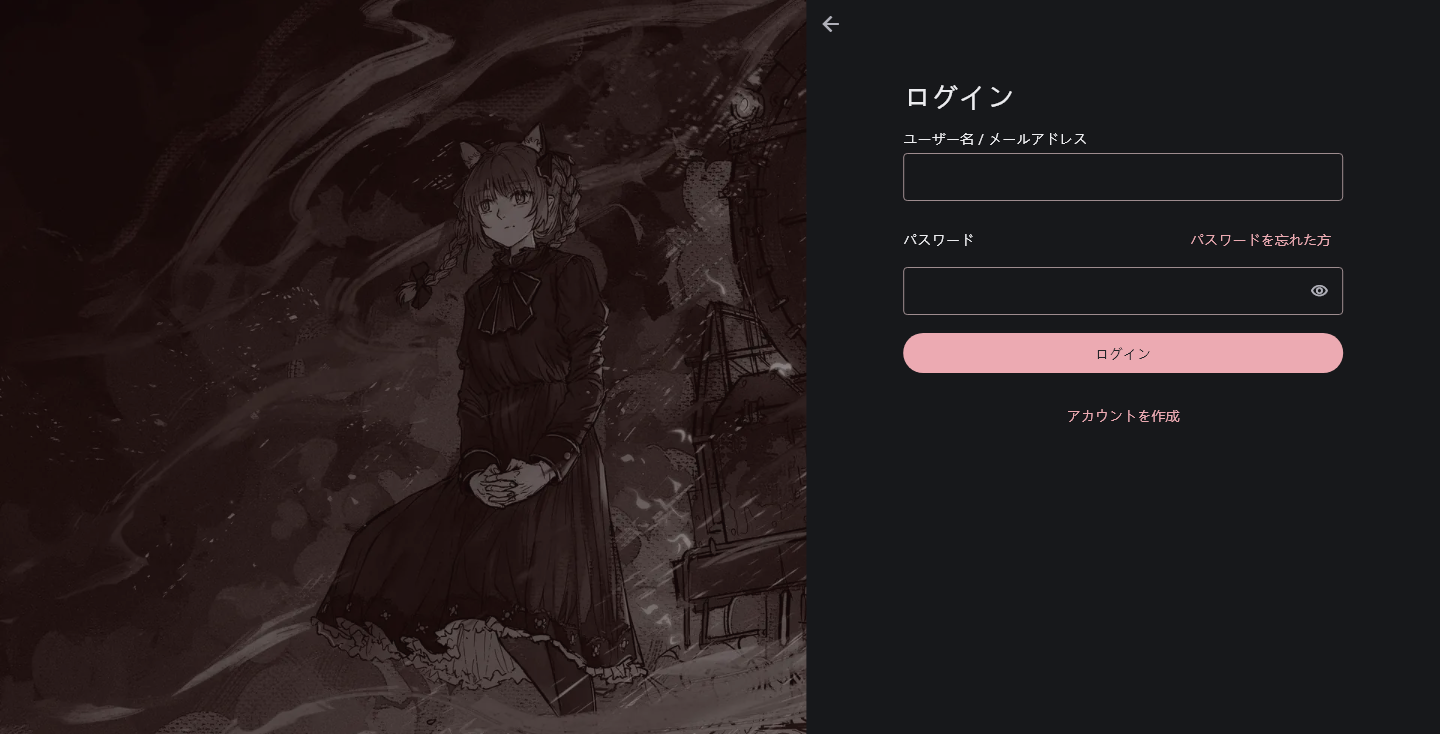 ログイン
ユーザー名 / メールアドレス
パスワード
パスワードを忘れた方
ログイン
アカウントを作成